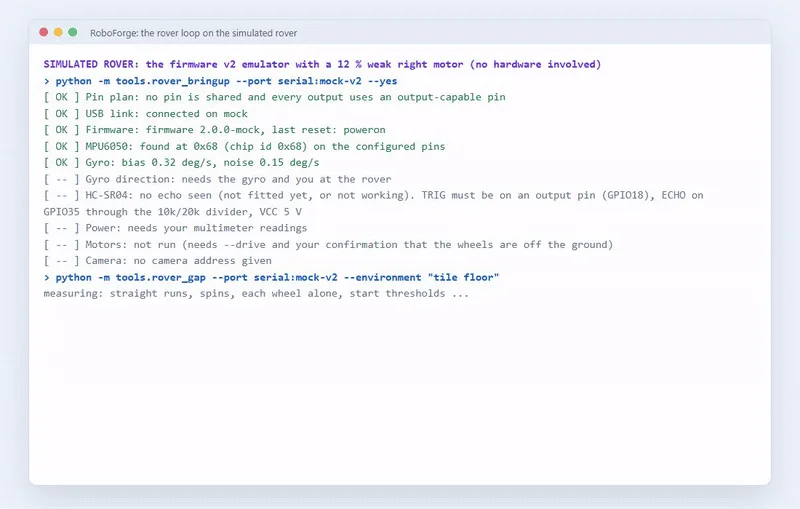 RoboForge: the rover loop on the simulated rover
SIMULATED ROVER: the firmware v2 emulator with a 12 % weak right motor (no hardware involved)
> python -m tools.rover_bringup --port serial:mock-v2 --yes
[ OK ] Pin plan: no pin is shared and every output uses an output-capable pin
[ OK ] USB link: connected on mock
[ OK ] Firmware: firmware 2.0.0-mock, last reset: poweron
[ OK ] MPU6050: found at 0x68 (chip id 0x68) on the configured pins
[ OK ] Gyro: bias 0.32 deg/s, noise 0.15 deg/s
[ -- ] Gyro direction: needs the gyro and you at the rover
[ -- ] HC-SR04: no echo seen (not fitted yet, or not working). TRIG must be on an output pin (GPIO18), ECHO on
GPIO35 through the 10k/20k divider, VCC 5 V
[ -- ] Power: needs your multimeter readings
[ -- ] Motors: not run (needs --drive and your confirmation that the wheels are off the ground)
[ -- ] Camera: no camera address given
> python -m tools.rover_gap --port serial:mock-v2 --environment "tile floor"
measuring: straight runs, spins, each wheel alone, start thresholds ...